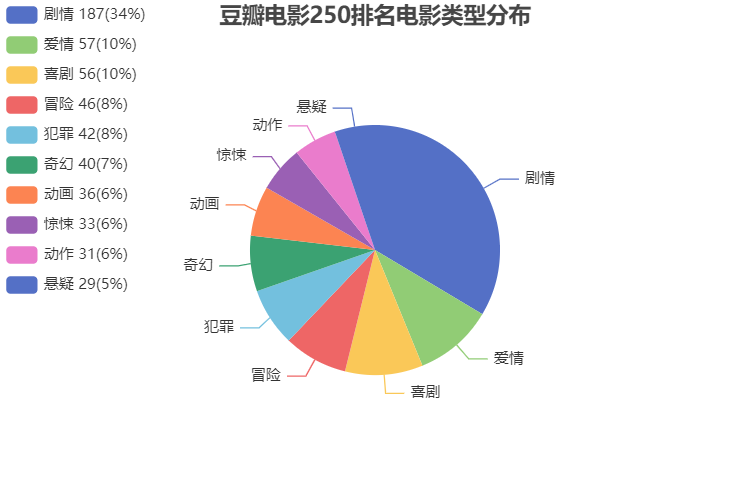 豆瓣电影250排名电影类型分布
剧情 187(34%)
爱情 57(10%)
喜剧 56(10%)
冒险 46(8%)
犯罪 42(8%)
奇幻 40(7%)
动画 36(6%)
惊悚 33(6%)
动作 31(6%)
悬疑 29(5%)
悬疑
动作
惊悚
剧情
动画
奇幻
犯罪
爱情
冒险
喜剧